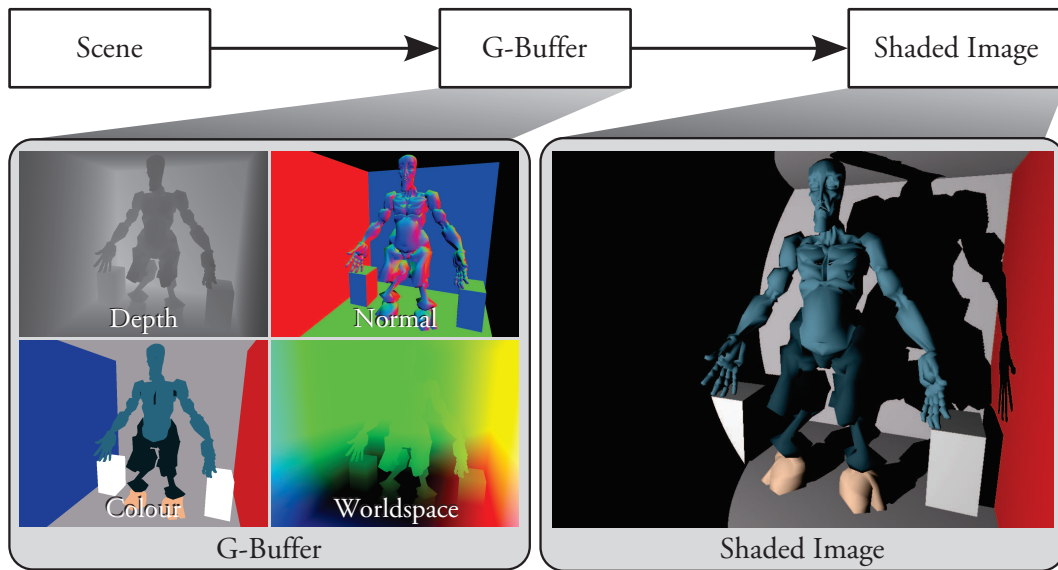 Scene
G-Buffer
Shaded Image
Depth
Normal
Colour
Worldspace
G-Buffer
Shaded Image